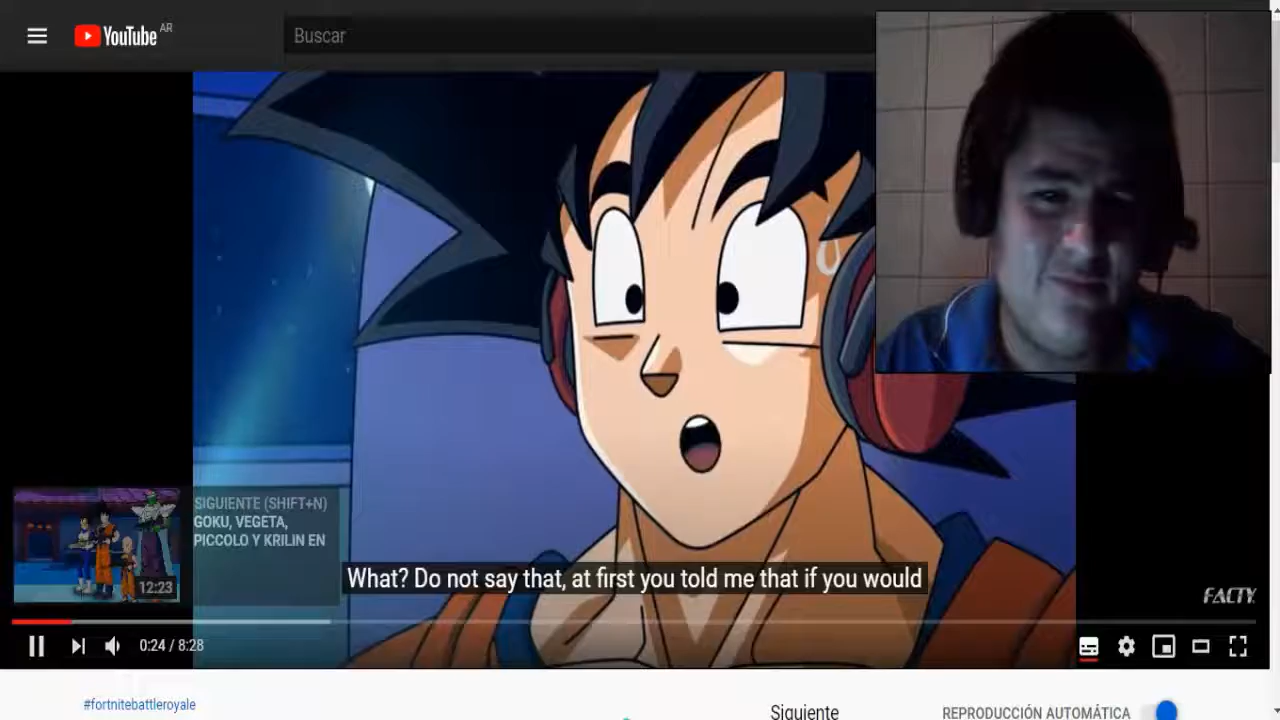 YouTube AR
Buscar
SIGUIENTE (SHIFT+N)
GOKU, VEGETA,
PICCOLO Y KRILIN EN
12:23
What? Do not say that, at first you told me that if you would
FACTY.
0:24 / 8:28
#fortnitebattleroyale
Siguiente
REPRODUCCIÓN AUTOMÁTICA